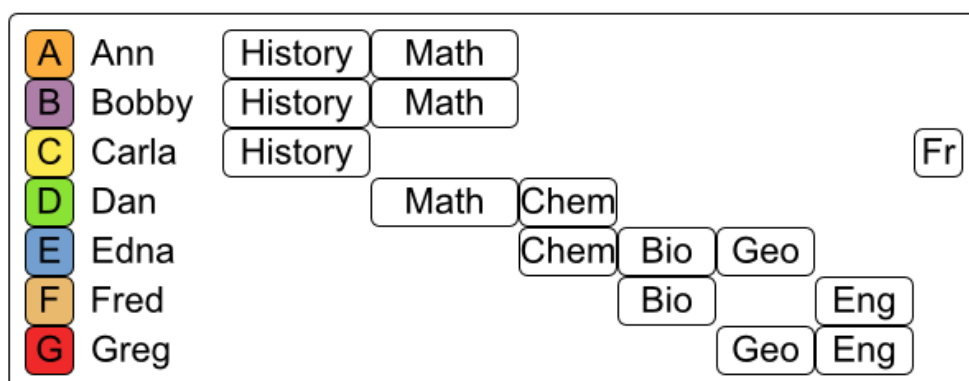 A Ann History Math
B Bobby History Math
C Carla History Fr
D Dan Math Chem
E Edna Chem Bio Geo
F Fred Bio Eng
G Greg Geo Eng